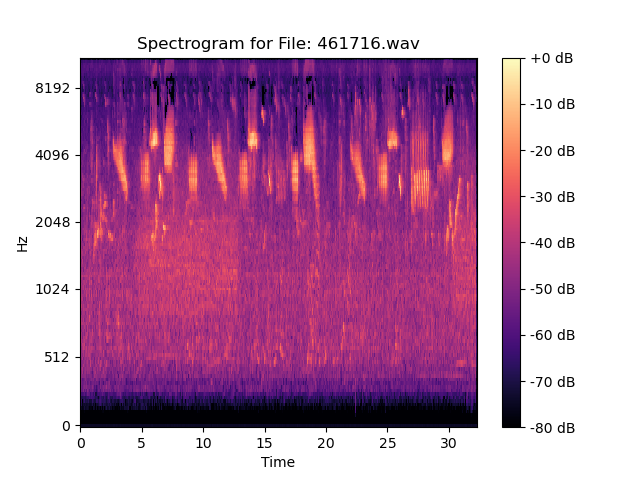 Spectrogram for File: 461716.wav
8192
4096
2048
1024
512
0
Hz
0 5 10 15 20 25 30
Time
+0 dB
-10 dB
-20 dB
-30 dB
-40 dB
-50 dB
-60 dB
-70 dB
-80 dB